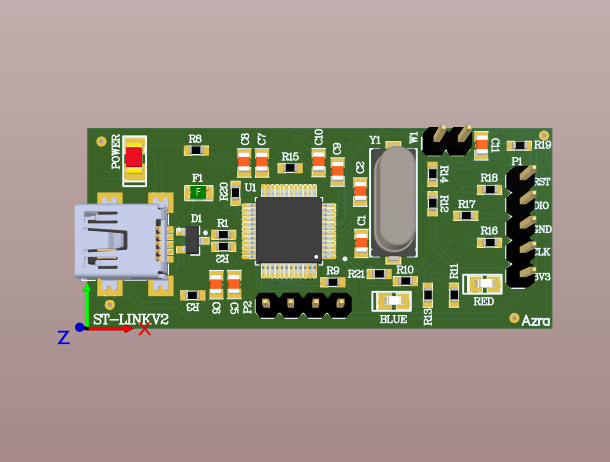 POWER
R8
C8
C7
C10
C9
R15
Y1
W1
C11
R19
P1
RST
R14
R18
DIO
C2
F1
F
R20
U1
R12
R17
GND
D1
R1
R2
C1
R16
CLK
3V3
R9
R21
R10
R11
RED
R3
C6
C5
P2
BLUE
R13
ST-LINKV2
Azra
Z
X